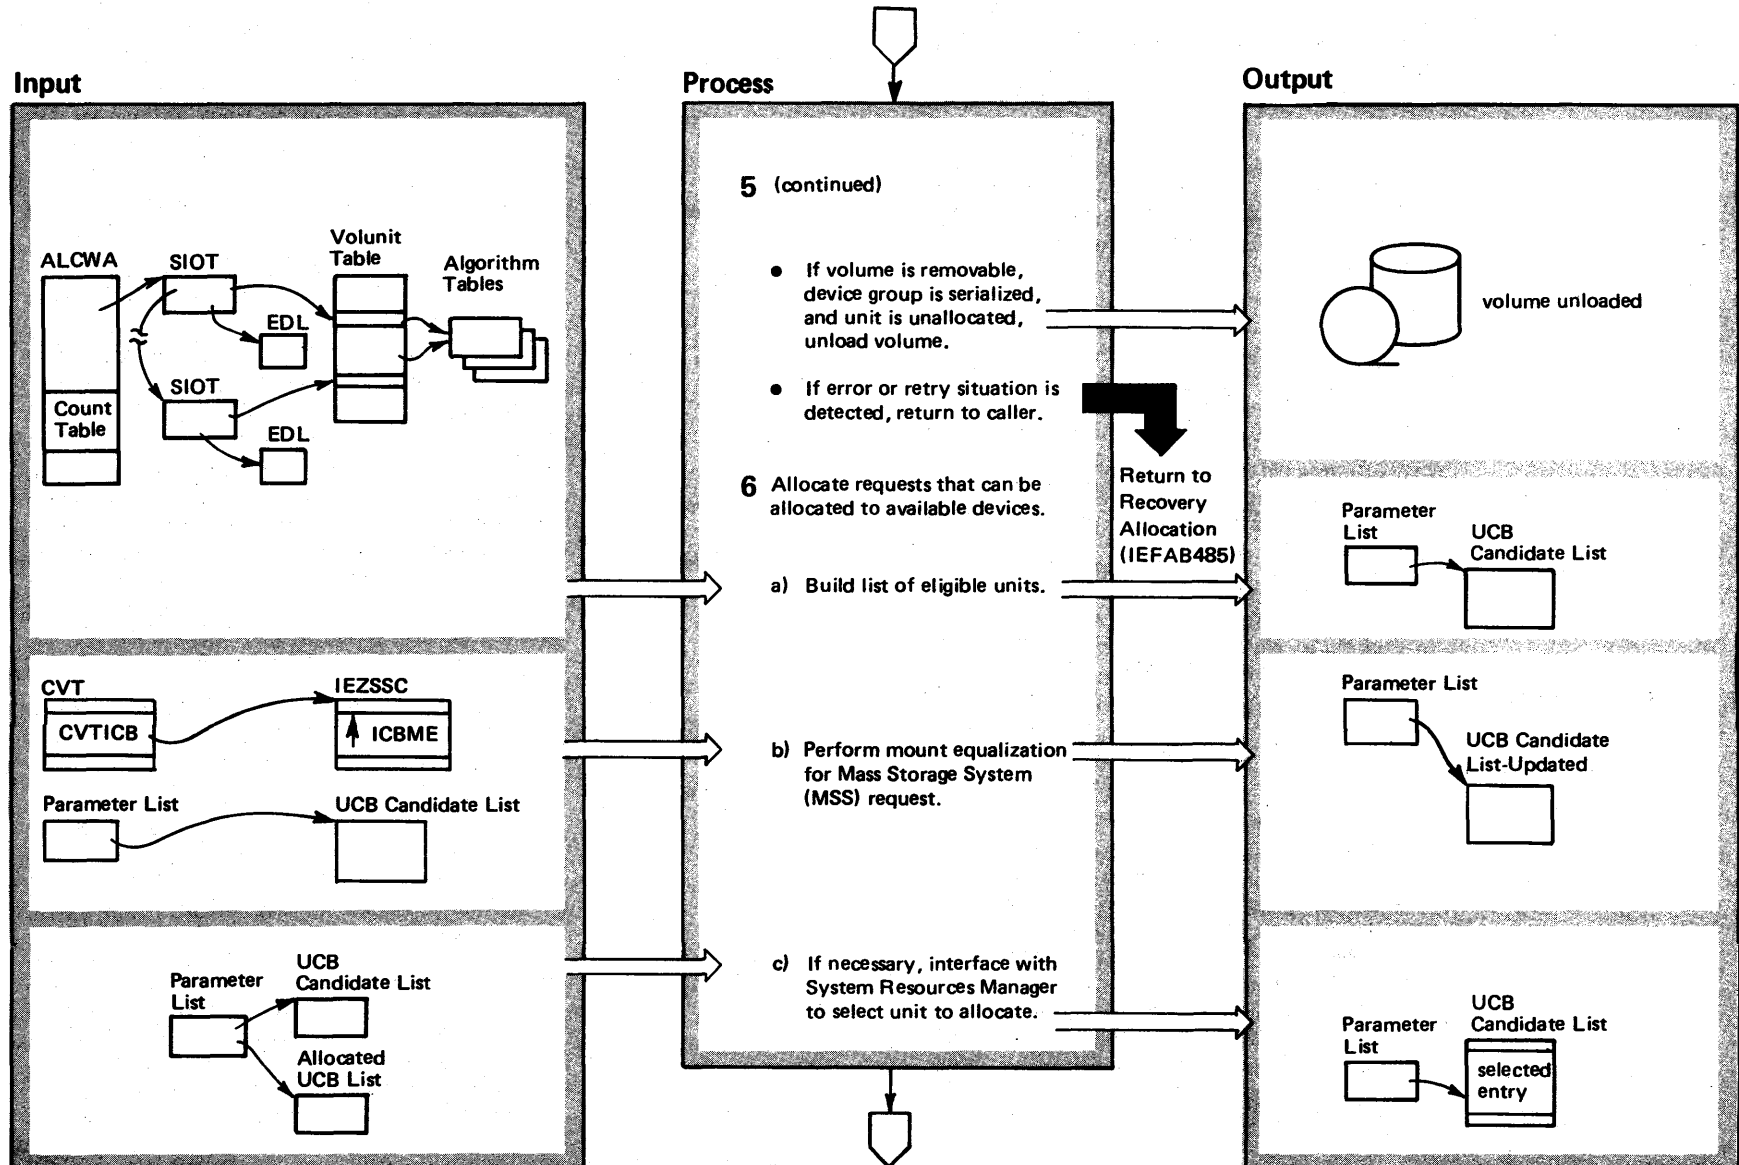 Input
ALCWA
SIOT
Volunit
Table
Algorithm
Tables
EDL
SIOT
Count
Table
EDL
CVT
IEZSSC
CVTICB
ICBME
Parameter List
UCB Candidate List
Parameter
List
UCB
Candidate List
Allocated
UCB List
Process
5 (continued)
● If volume is removable,
device group is serialized,
and unit is unallocated,
unload volume.
● If error or retry situation is
detected, return to caller.
Return to
Recovery
Allocation
(IEFAB485)
6 Allocate requests that can be
allocated to available devices.
a) Build list of eligible units.
b) Perform mount equalization
for Mass Storage System
(MSS) request.
c) If necessary, interface with
System Resources Manager
to select unit to allocate.
Output
volume unloaded
Parameter
List
UCB
Candidate List
Parameter List
UCB Candidate
List-Updated
Parameter
List
UCB
Candidate List
selected
entry